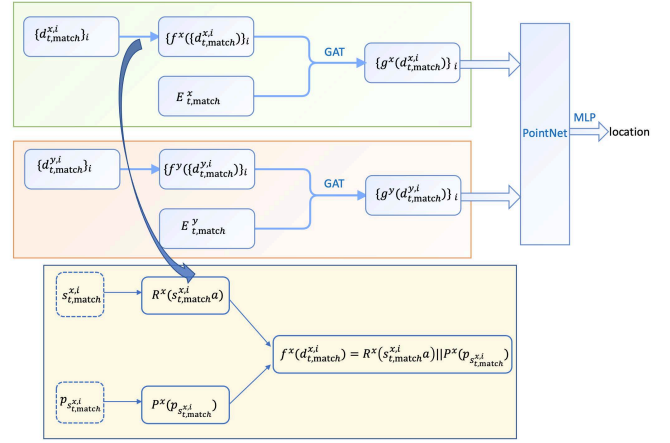 {d^{x,i}_{t,match}}_i
{f^x({d^{x,i}_{t,match})}_i
GAT
{g^x(d^{x,i}_{t,match})}_i
E^x_{t,match}
MLP
PointNet
location
{d^{y,i}_{t,match}}_i
{f^y({d^{y,i}_{t,match})}_i
GAT
{g^y(d^{y,i}_{t,match})}_i
E^y_{t,match}
s^{x,i}_{t,match}
R^x(s^{x,i}_{t,match}a)
f^x(d^{x,i}_{t,match}) = R^x(s^{x,i}_{t,match}a)||P^x(p_{s^{x,i}_{t,match}})
p_{s^{x,i}_{t,match}}
P^x(p_{s^{x,i}_{t,match}})